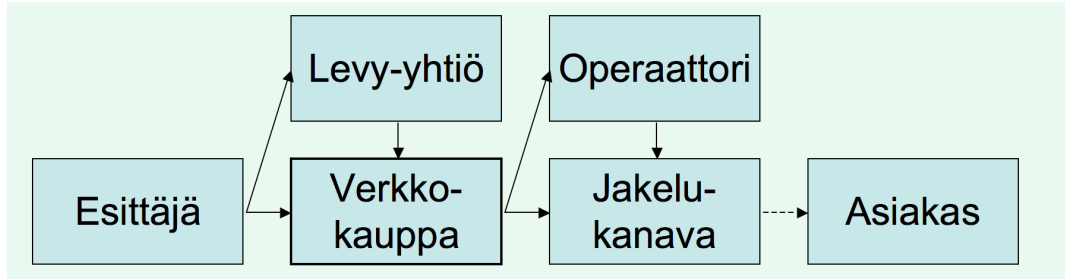 Levy-yhtiö
Operaattori
Esittäjä
Verkko-
kauppa
Jakelu-
kanava
Asiakas